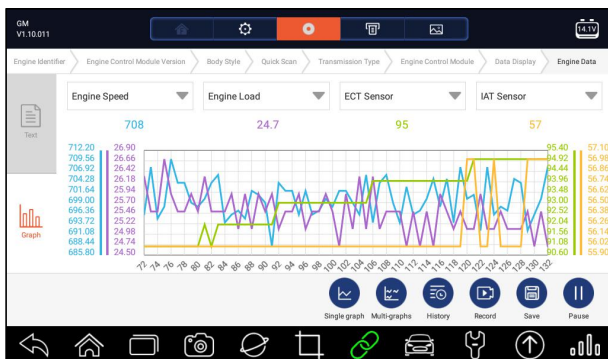 GM
V1.10.011
14.1V
Engine Identifier
Engine Control Module Version
Body Style
Quick Scan
Transmission Type
Engine Control Module
Data Display
Engine Data
Text
Graph
Engine Speed
Engine Load
ECT Sensor
IAT Sensor
708
24.7
95
57
712.20 26.90 95.40 57.10
709.56 26.66 94.92 56.98
706.92 26.42 94.44 56.86
704.28 26.18 93.96 56.74
701.64 25.94 93.48 56.62
699.00 25.70 93.00 56.50
696.36 25.46 92.52 56.38
693.72 25.22 92.04 56.26
691.08 24.98 91.56 56.14
688.44 24.74 91.08 56.02
685.80 24.50 90.60 55.90
72 74 76 78 80 82 84 86 88 90 92 94 96 98 100 102 104 106 108 110 112 114 116 118 120 122 124 126 128 130 132
Single graph
Multi-graphs
History
Record
Save
Pause